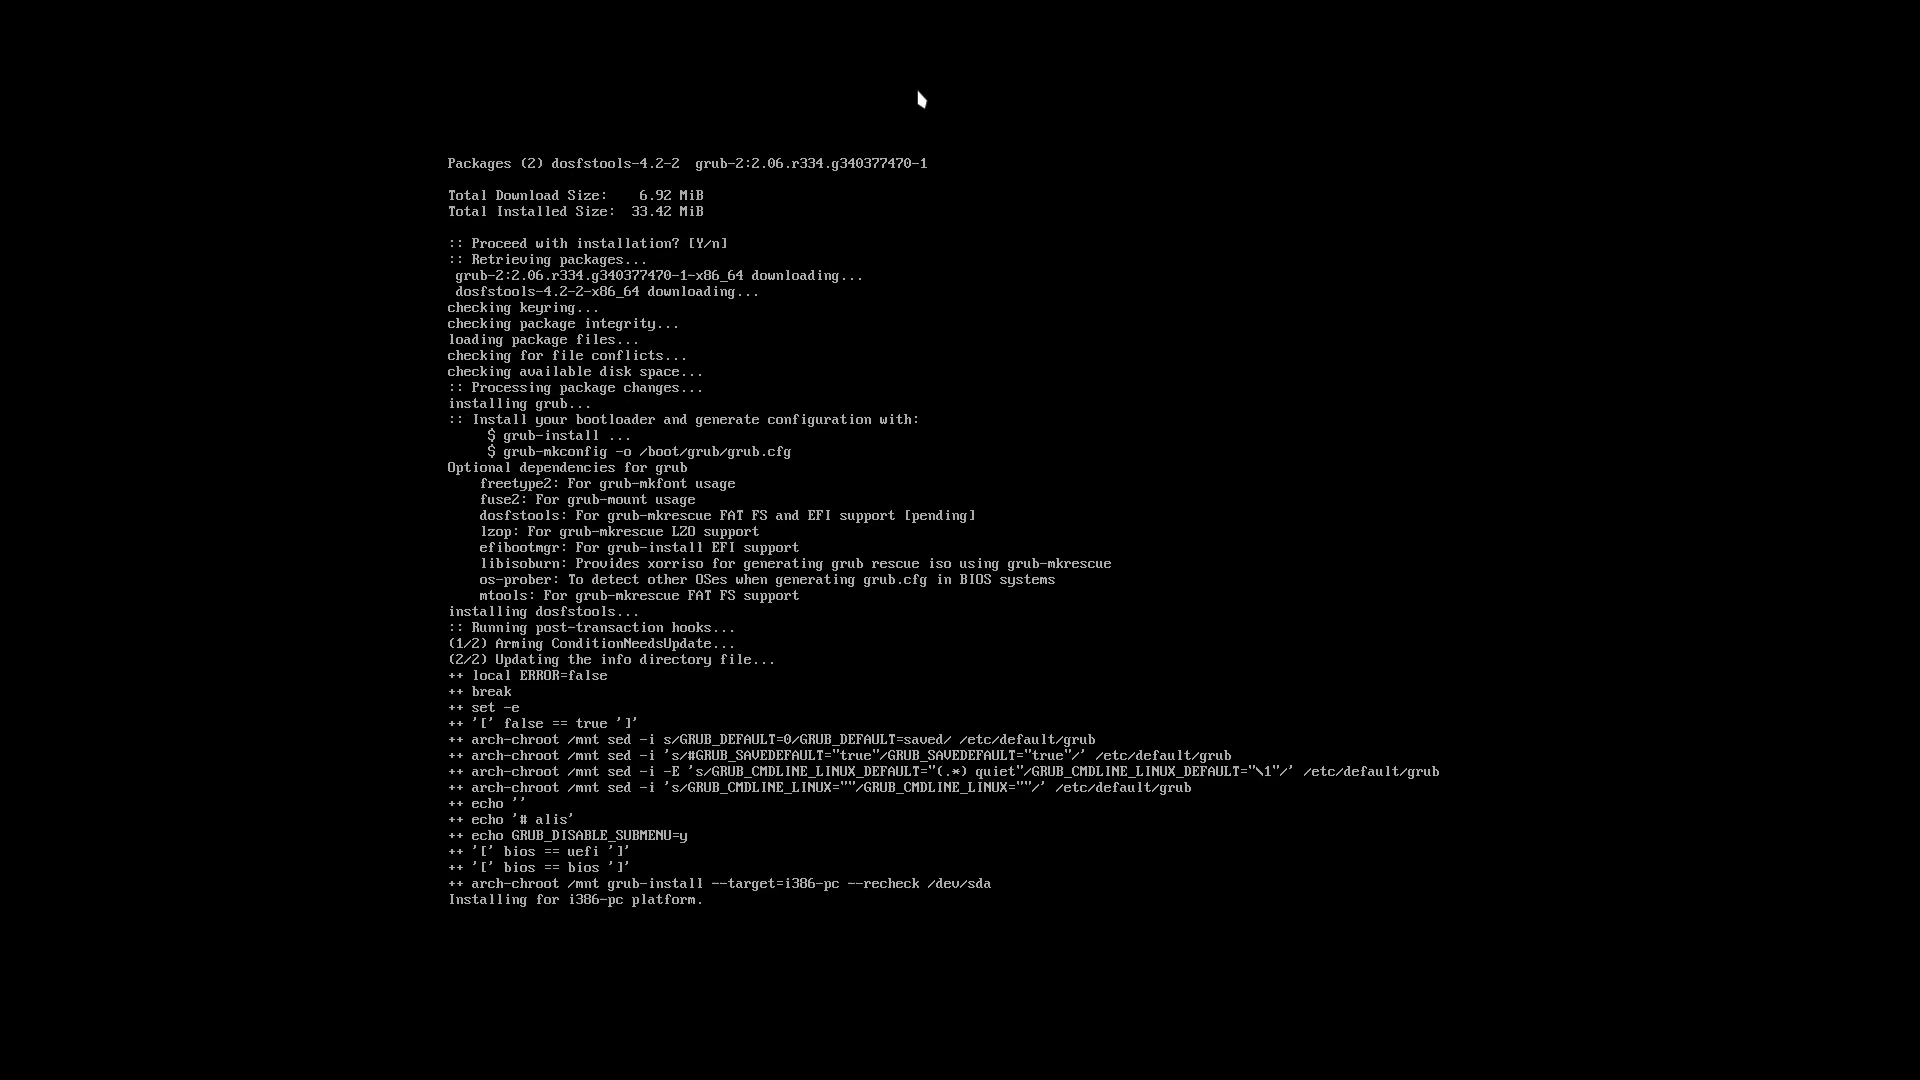 Packages (2) dosfstools-4.2-2  grub-2:2.06.r334.g340377470-1
Total Download Size:    6.92 MiB
Total Installed Size:  33.42 MiB
:: Proceed with installation? [Y/n]
:: Retrieving packages...
 grub-2:2.06.r334.g340377470-1-x86_64 downloading...
 dosfstools-4.2-2-x86_64 downloading...
checking keyring...
checking package integrity...
loading package files...
checking for file conflicts...
checking available disk space...
:: Processing package changes...
installing grub...
:: Install your bootloader and generate configuration with:
     $ grub-install ...
     $ grub-mkconfig -o /boot/grub/grub.cfg
Optional dependencies for grub
    freetype2: For grub-mkfont usage
    fuse2: For grub-mount usage
    dosfstools: For grub-mkrescue FAT FS and EFI support [pending]
    lzop: For grub-mkrescue LZO support
    efibootmgr: For grub-install EFI support
    libisoburn: Provides xorriso for generating grub rescue iso using grub-mkrescue
    os-prober: To detect other OSes when generating grub.cfg in BIOS systems
    mtools: For grub-mkrescue FAT FS support
installing dosfstools...
:: Running post-transaction hooks...
(1/2) Arming ConditionNeedsUpdate...
(2/2) Updating the info directory file...
++ local ERROR=false
++ break
++ set -e
++ '[' false == true ']'
++ arch-chroot /mnt sed -i s/GRUB_DEFAULT=0/GRUB_DEFAULT=saved/ /etc/default/grub
++ arch-chroot /mnt sed -i 's/#GRUB_SAVEDEFAULT="true"/GRUB_SAVEDEFAULT="true"/' /etc/default/grub
++ arch-chroot /mnt sed -i -E 's/GRUB_CMDLINE_LINUX_DEFAULT="(.*) quiet"/GRUB_CMDLINE_LINUX_DEFAULT="\1"/' /etc/default/grub
++ arch-chroot /mnt sed -i 's/GRUB_CMDLINE_LINUX=""/GRUB_CMDLINE_LINUX=""/' /etc/default/grub
++ echo ''
++ echo '# alis'
++ echo GRUB_DISABLE_SUBMENU=y
++ '[' bios == uefi ']'
++ '[' bios == bios ']'
++ arch-chroot /mnt grub-install --target=i386-pc --recheck /dev/sda
Installing for i386-pc platform.